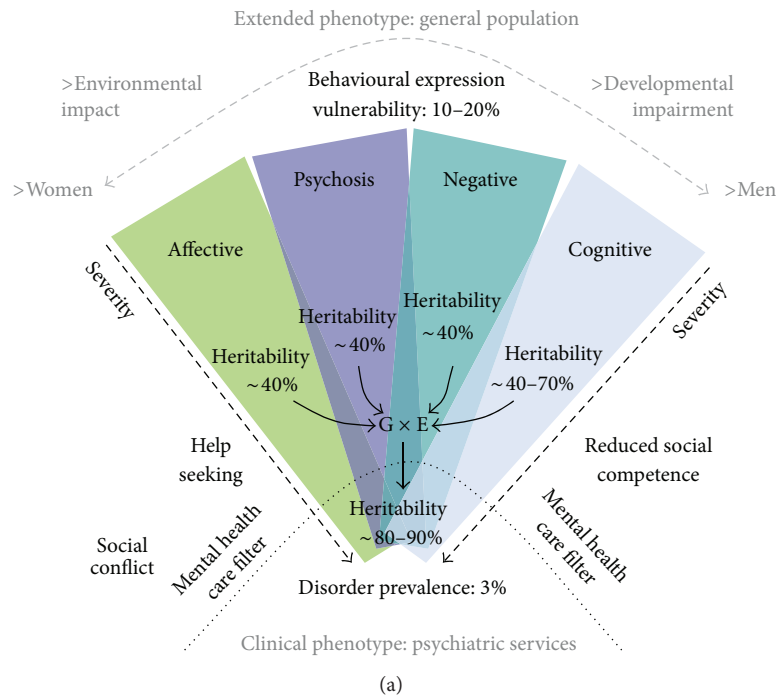 Extended phenotype: general population
>Environmental
impact
Behavioural expression
vulnerability: 10–20%
>Developmental
impairment
>Women
>Men
Psychosis
Negative
Affective
Cognitive
Severity
Severity
Heritability
~40%
Heritability
~40%
Heritability
~40%
Heritability
~40–70%
G × E
Help
seeking
Reduced social
competence
Heritability
~80–90%
Social
conflict
Mental health
care filter
Mental health
care filter
Disorder prevalence: 3%
Clinical phenotype: psychiatric services
(a)